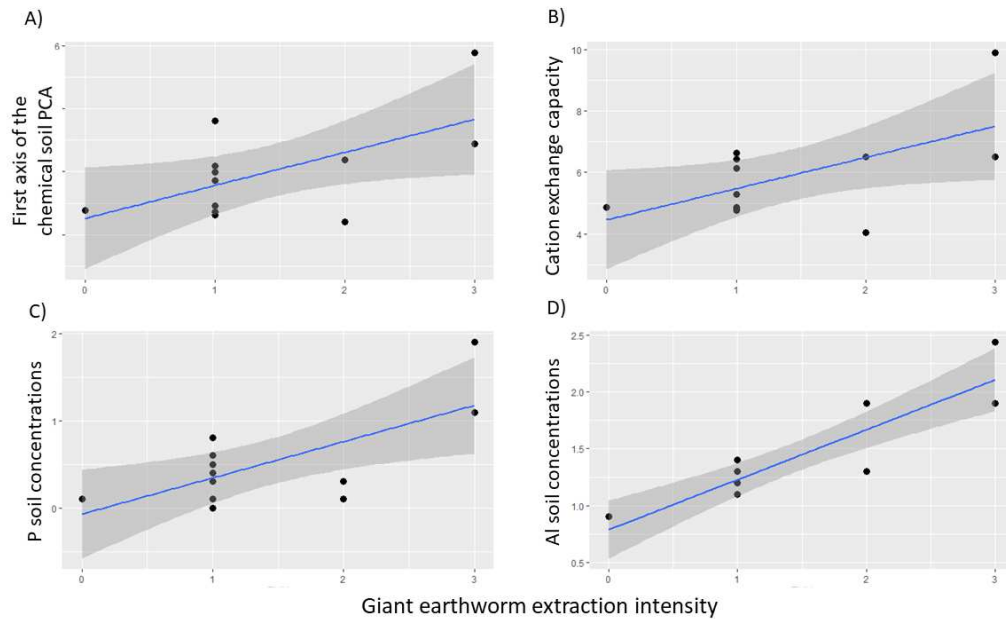 A)
First axis of the
chemical soil PCA
6
0
1
2
3
B)
Cation exchange capacity
10
8
6
4
0
1
2
3
C)
P soil concentrations
2
1
0
0
1
2
3
D)
Al soil concentrations
2.5
2.0
1.5
1.0
0.5
0
1
2
3
Giant earthworm extraction intensity